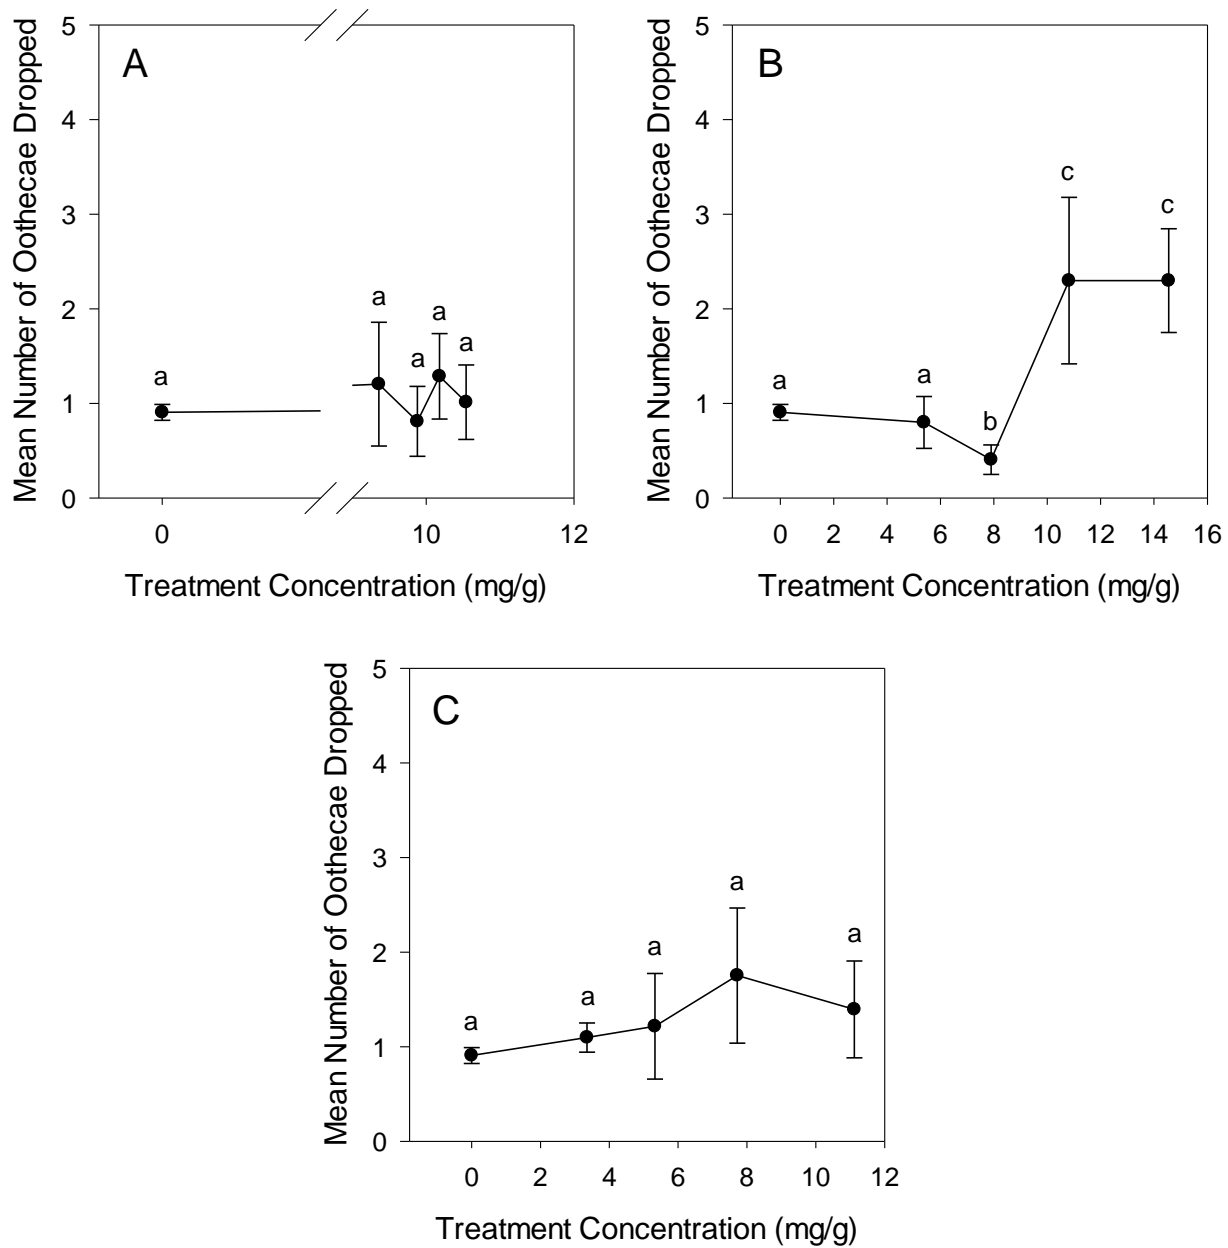 A
Mean Number of Oothecae Dropped
5
4
3
2
1
0
a
a
a
a
a
0
10
12
Treatment Concentration (mg/g)
B
Mean Number of Oothecae Dropped
5
4
3
2
1
0
a
a
b
c
c
0 2 4 6 8 10 12 14 16
Treatment Concentration (mg/g)
C
Mean Number of Oothecae Dropped
5
4
3
2
1
0
a
a
a
a
a
0 2 4 6 8 10 12
Treatment Concentration (mg/g)